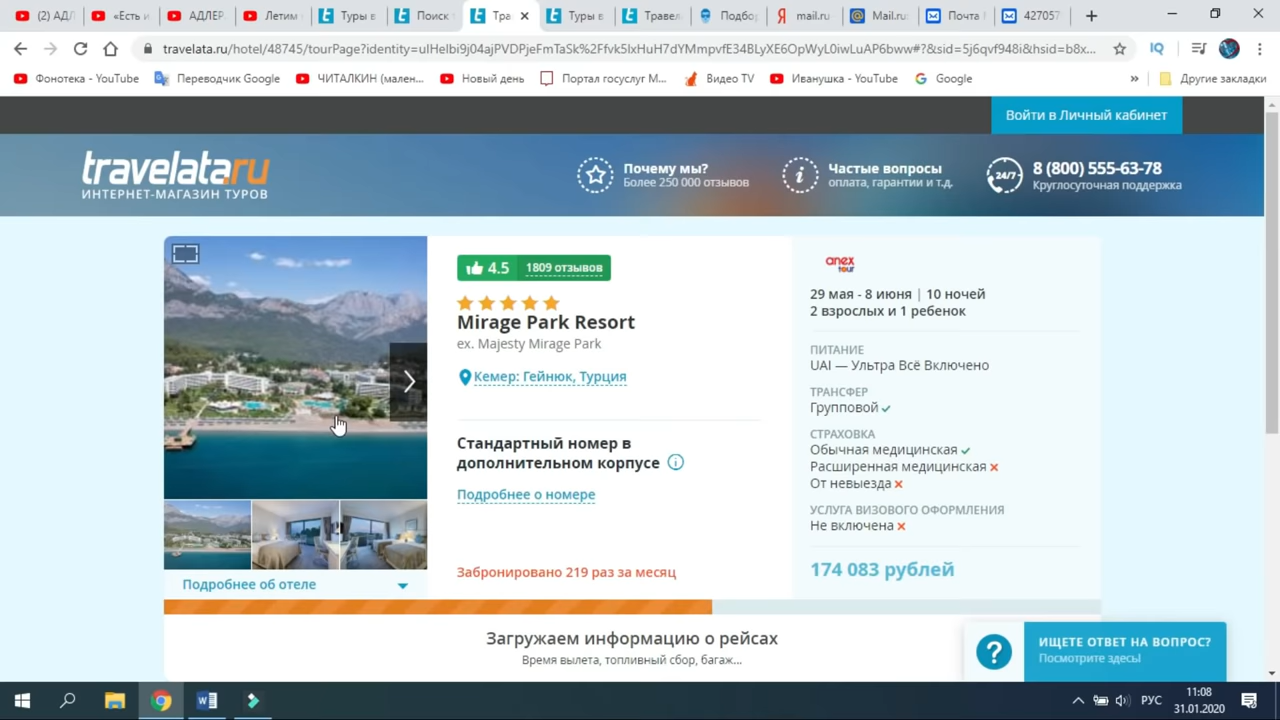 (2) АДЛ
«Есть и
АДЛЕР.
Летим
Туры в
Поиск т
Тра
Туры в
Травел
Подбор
mail.ru
Mail.ru
Почта
427057
travelata.ru/hotel/48745/tourPage?identity=ulHelbi9j04ajPVDPjeFmTaSk%2Ffvk5lxHuH7dYMmpvfE34BLyXE6OpWyL0iwLuAP6bww#?&sid=5j6qvf948i&hsid=b8x...
Фонотека - YouTube
Переводчик Google
ЧИТАЛКИН (мален...
Новый день
Портал госуслуг М...
Видео TV
Иванушка - YouTube
Google
»
Другие закладки
Войти в Личный кабинет
travelata.ru
ИНТЕРНЕТ-МАГАЗИН ТУРОВ
Почему мы?
Более 250 000 отзывов
Частые вопросы
оплата, гарантии и т.д.
24/7
8 (800) 555-63-78
Круглосуточная поддержка
4.5 1809 отзывов
Mirage Park Resort
ex. Majesty Mirage Park
Кемер: Гейнюк, Турция
Стандартный номер в
дополнительном корпусе
Подробнее о номере
Забронировано 219 раз за месяц
Подробнее об отеле
anex
tour
29 мая - 8 июня | 10 ночей
2 взрослых и 1 ребенок
ПИТАНИЕ
UAI — Ультра Всё Включено
ТРАНСФЕР
Групповой
СТРАХОВКА
Обычная медицинская
Расширенная медицинская
От невыезда
УСЛУГА ВИЗОВОГО ОФОРМЛЕНИЯ
Не включена
174 083 рублей
Загружаем информацию о рейсах
Время вылета, топливный сбор, багаж...
ИЩЕТЕ ОТВЕТ НА ВОПРОС?
Посмотрите здесь!
РУС
11:08
31.01.2020